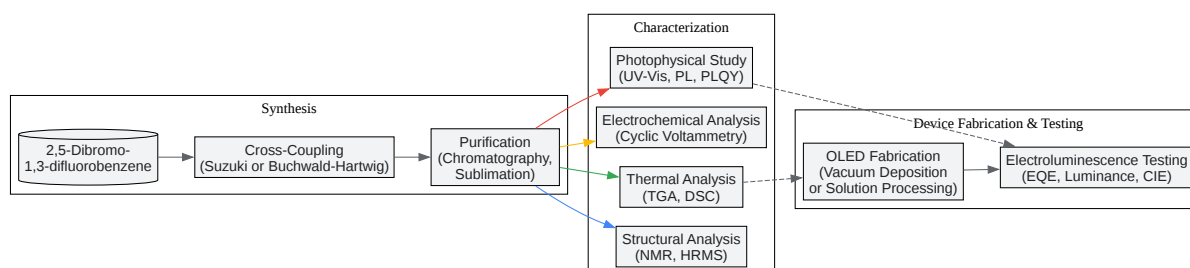 Synthesis
2,5-Dibromo-
1,3-difluorobenzene
Cross-Coupling
(Suzuki or Buchwald-Hartwig)
Purification
(Chromatography,
Sublimation)
Characterization
Photophysical Study
(UV-Vis, PL, PLQY)
Electrochemical Analysis
(Cyclic Voltammetry)
Thermal Analysis
(TGA, DSC)
Structural Analysis
(NMR, HRMS)
Device Fabrication & Testing
OLED Fabrication
(Vacuum Deposition
or Solution Processing)
Electroluminescence Testing
(EQE, Luminance, CIE)